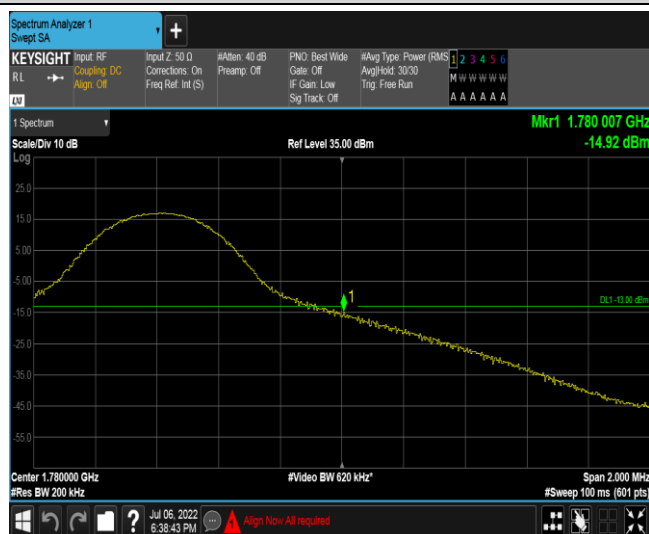 Spectrum Analyzer 1
Swept SA
+
KEYSIGHT
RL
LXI
Input: RF
Coupling: DC
Align: Off
Input Z: 50 Ω
Corrections: On
Freq Ref: Int (S)
#Atten: 40 dB
Preamp: Off
PNO: Best Wide
Gate: Off
IF Gain: Low
Sig Track: Off
#Avg Type: Power (RMS
Avg|Hold: 30/30
Trig: Free Run
1 2 3 4 5 6
M W W W W W
A A A A A A
1 Spectrum
Mkr1 1.780 007 GHz
-14.92 dBm
Scale/Div 10 dB
Ref Level 35.00 dBm
Log
25.0
15.0
5.00
-5.00
-15.0
-25.0
-35.0
-45.0
-55.0
1
DL1 -13.00 dBm
Center 1.780000 GHz
#Video BW 620 kHz*
Span 2.000 MHz
#Res BW 200 kHz
#Sweep 100 ms (601 pts)
?
Jul 06, 2022
6:38:43 PM
Align Now All required